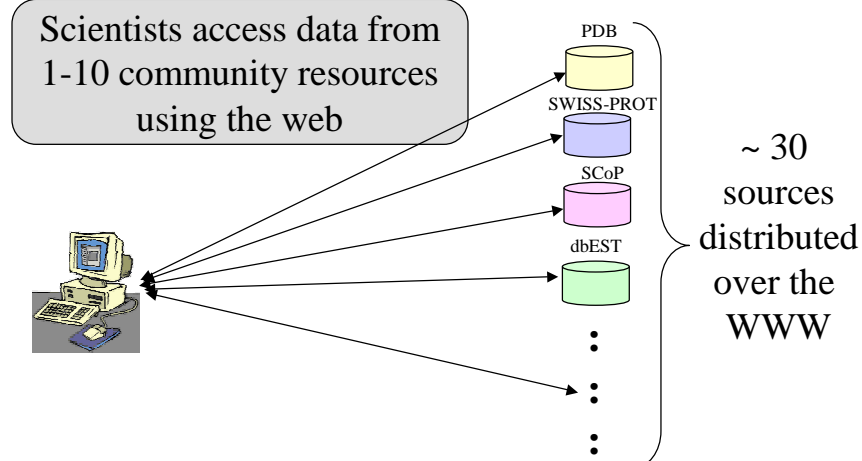 Scientists access data from
1-10 community resources
using the web
PDB
SWISS-PROT
SCoP
dbEST
~ 30
sources
distributed
over the
WWW